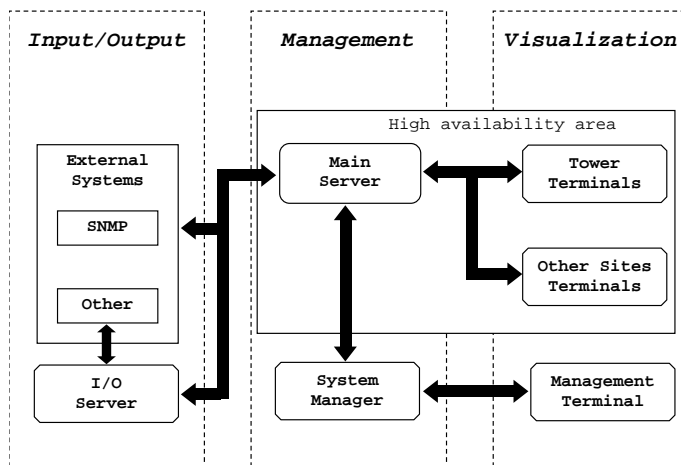 Input/Output
Management
Visualization
High availability area
External
Systems
SNMP
Other
I/O
Server
Main
Server
System
Manager
Tower
Terminals
Other Sites
Terminals
Management
Terminal